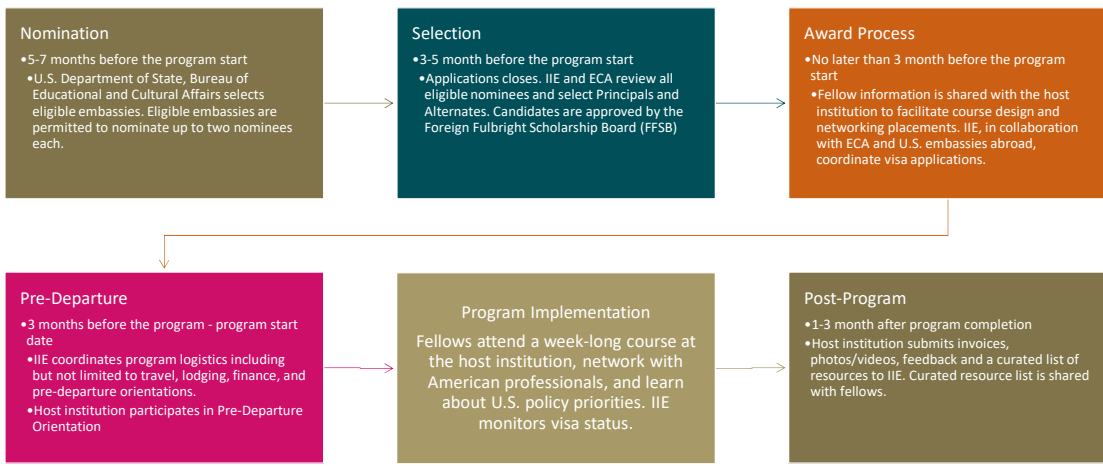 Nomination
•5-7 months before the program start
•U.S. Department of State, Bureau of
Educational and Cultural Affairs selects
eligible embassies. Eligible embassies are
permitted to nominate up to two nominees
each.
Selection
•3-5 month before the program start
•Applications closes. IIE and ECA review all
eligible nominees and select Principals and
Alternates. Candidates are approved by the
Foreign Fulbright Scholarship Board (FFSB)
Award Process
•No later than 3 month before the program
start
•Fellow information is shared with the host
institution to facilitate course design and
networking placements. IIE, in collaboration
with ECA and U.S. embassies abroad,
coordinate visa applications.
Pre-Departure
•3 months before the program - program start
date
•IIE coordinates program logistics including
but not limited to travel, lodging, finance, and
pre-departure orientations.
•Host institution participates in Pre-Departure
Orientation
Program Implementation
Fellows attend a week-long course at
the host institution, network with
American professionals, and learn
about U.S. policy priorities. IIE
monitors visa status.
Post-Program
•1-3 month after program completion
•Host institution submits invoices,
photos/videos, feedback and a curated list of
resources to IIE. Curated resource list is shared
with fellows.